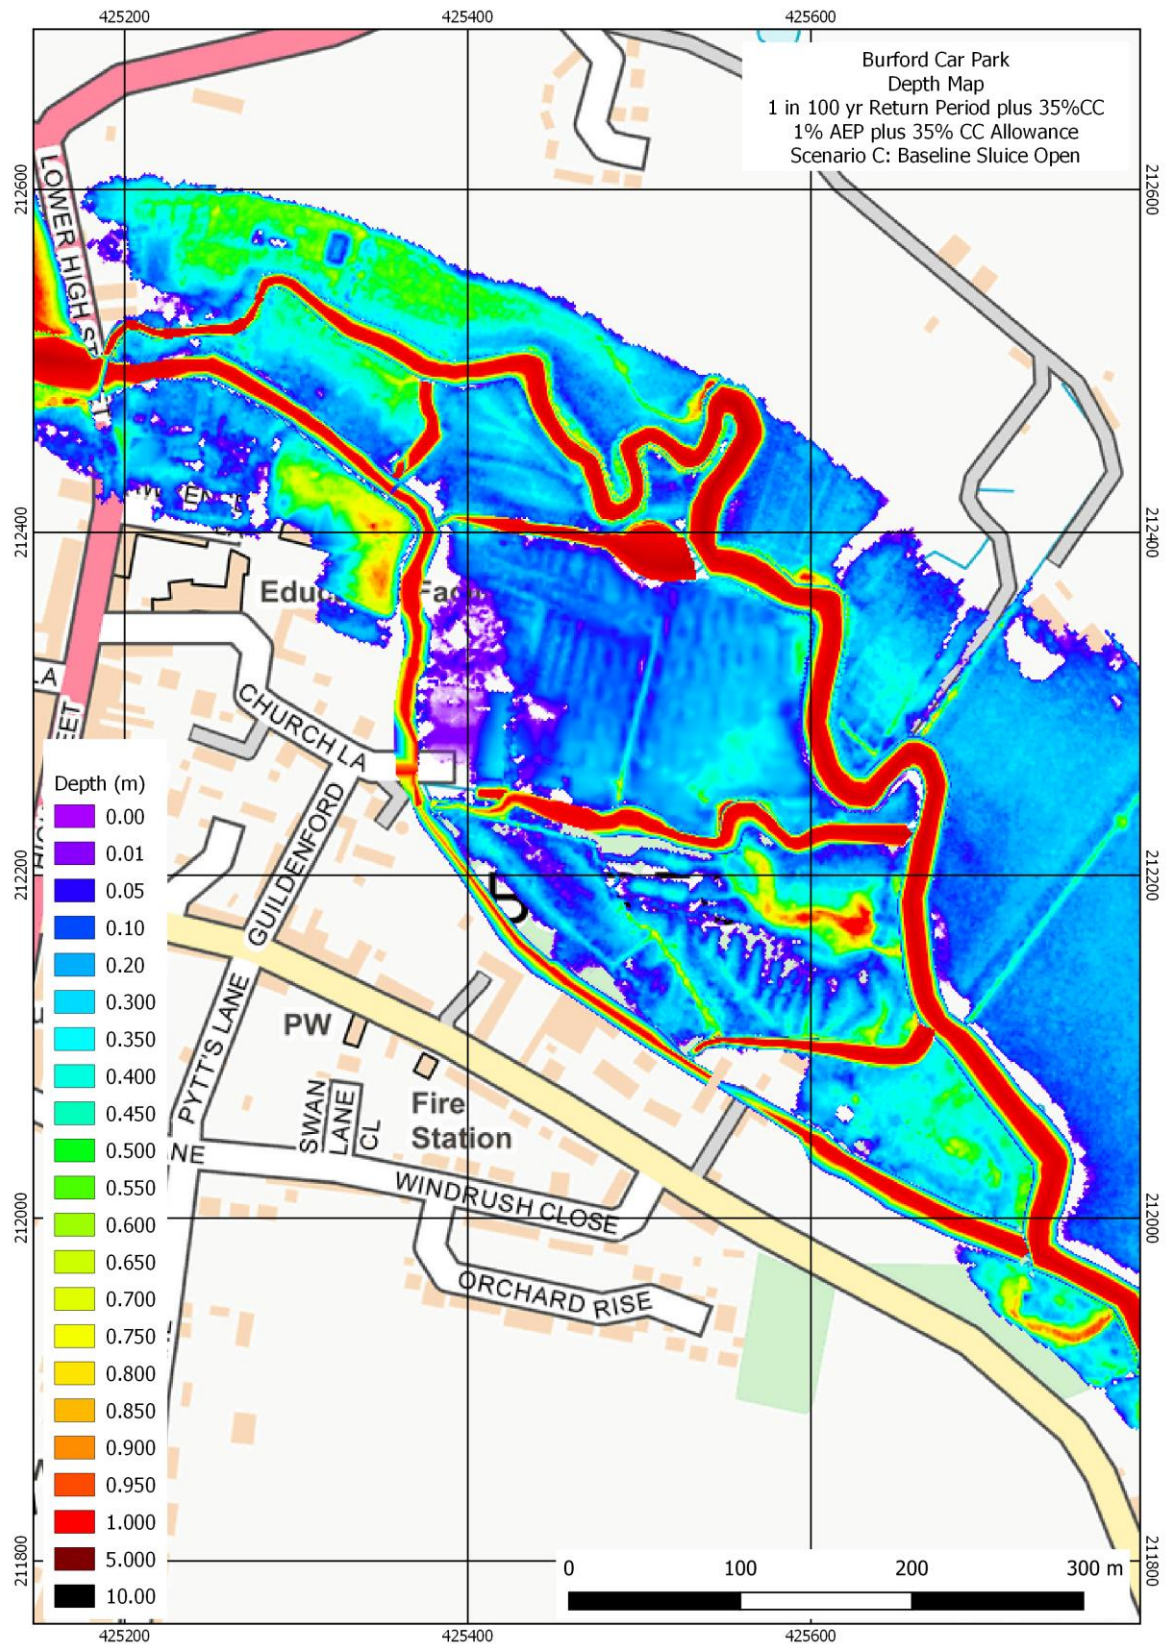 425200
425400
425600
Burford Car Park
Depth Map
1 in 100 yr Return Period plus 35%CC
1% AEP plus 35% CC Allowance
Scenario C: Baseline Sluice Open
212600
212600
LOWER HIGH ST
212400
212400
LA
EET
CHURCH LA
GUILDENFORD
212200
212200
PYTT'S LANE
PW
Fire
Station
SWAN
LANE
CL
NE
WINDRUSH CLOSE
212000
212000
ORCHARD RISE
Depth (m)
0.00
0.01
0.05
0.10
0.20
0.300
0.350
0.400
0.450
0.500
0.550
0.600
0.650
0.700
0.750
0.800
0.850
0.900
0.950
1.000
5.000
10.00
211800
211800
0 100 200 300 m
425200
425400
425600